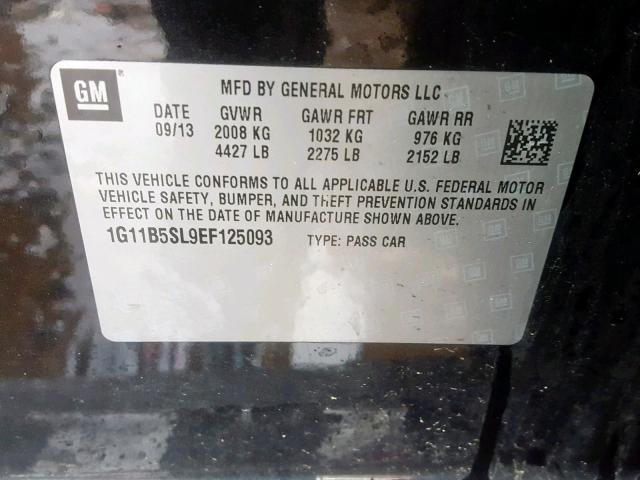 GM ®
MFD BY GENERAL MOTORS LLC
DATE GVWR GAWR FRT GAWR RR
09/13 2008 KG 1032 KG 976 KG
4427 LB 2275 LB 2152 LB
THIS VEHICLE CONFORMS TO ALL APPLICABLE U.S. FEDERAL MOTOR
VEHICLE SAFETY, BUMPER, AND THEFT PREVENTION STANDARDS IN
EFFECT ON THE DATE OF MANUFACTURE SHOWN ABOVE.
1G11B5SL9EF125093 TYPE: PASS CAR